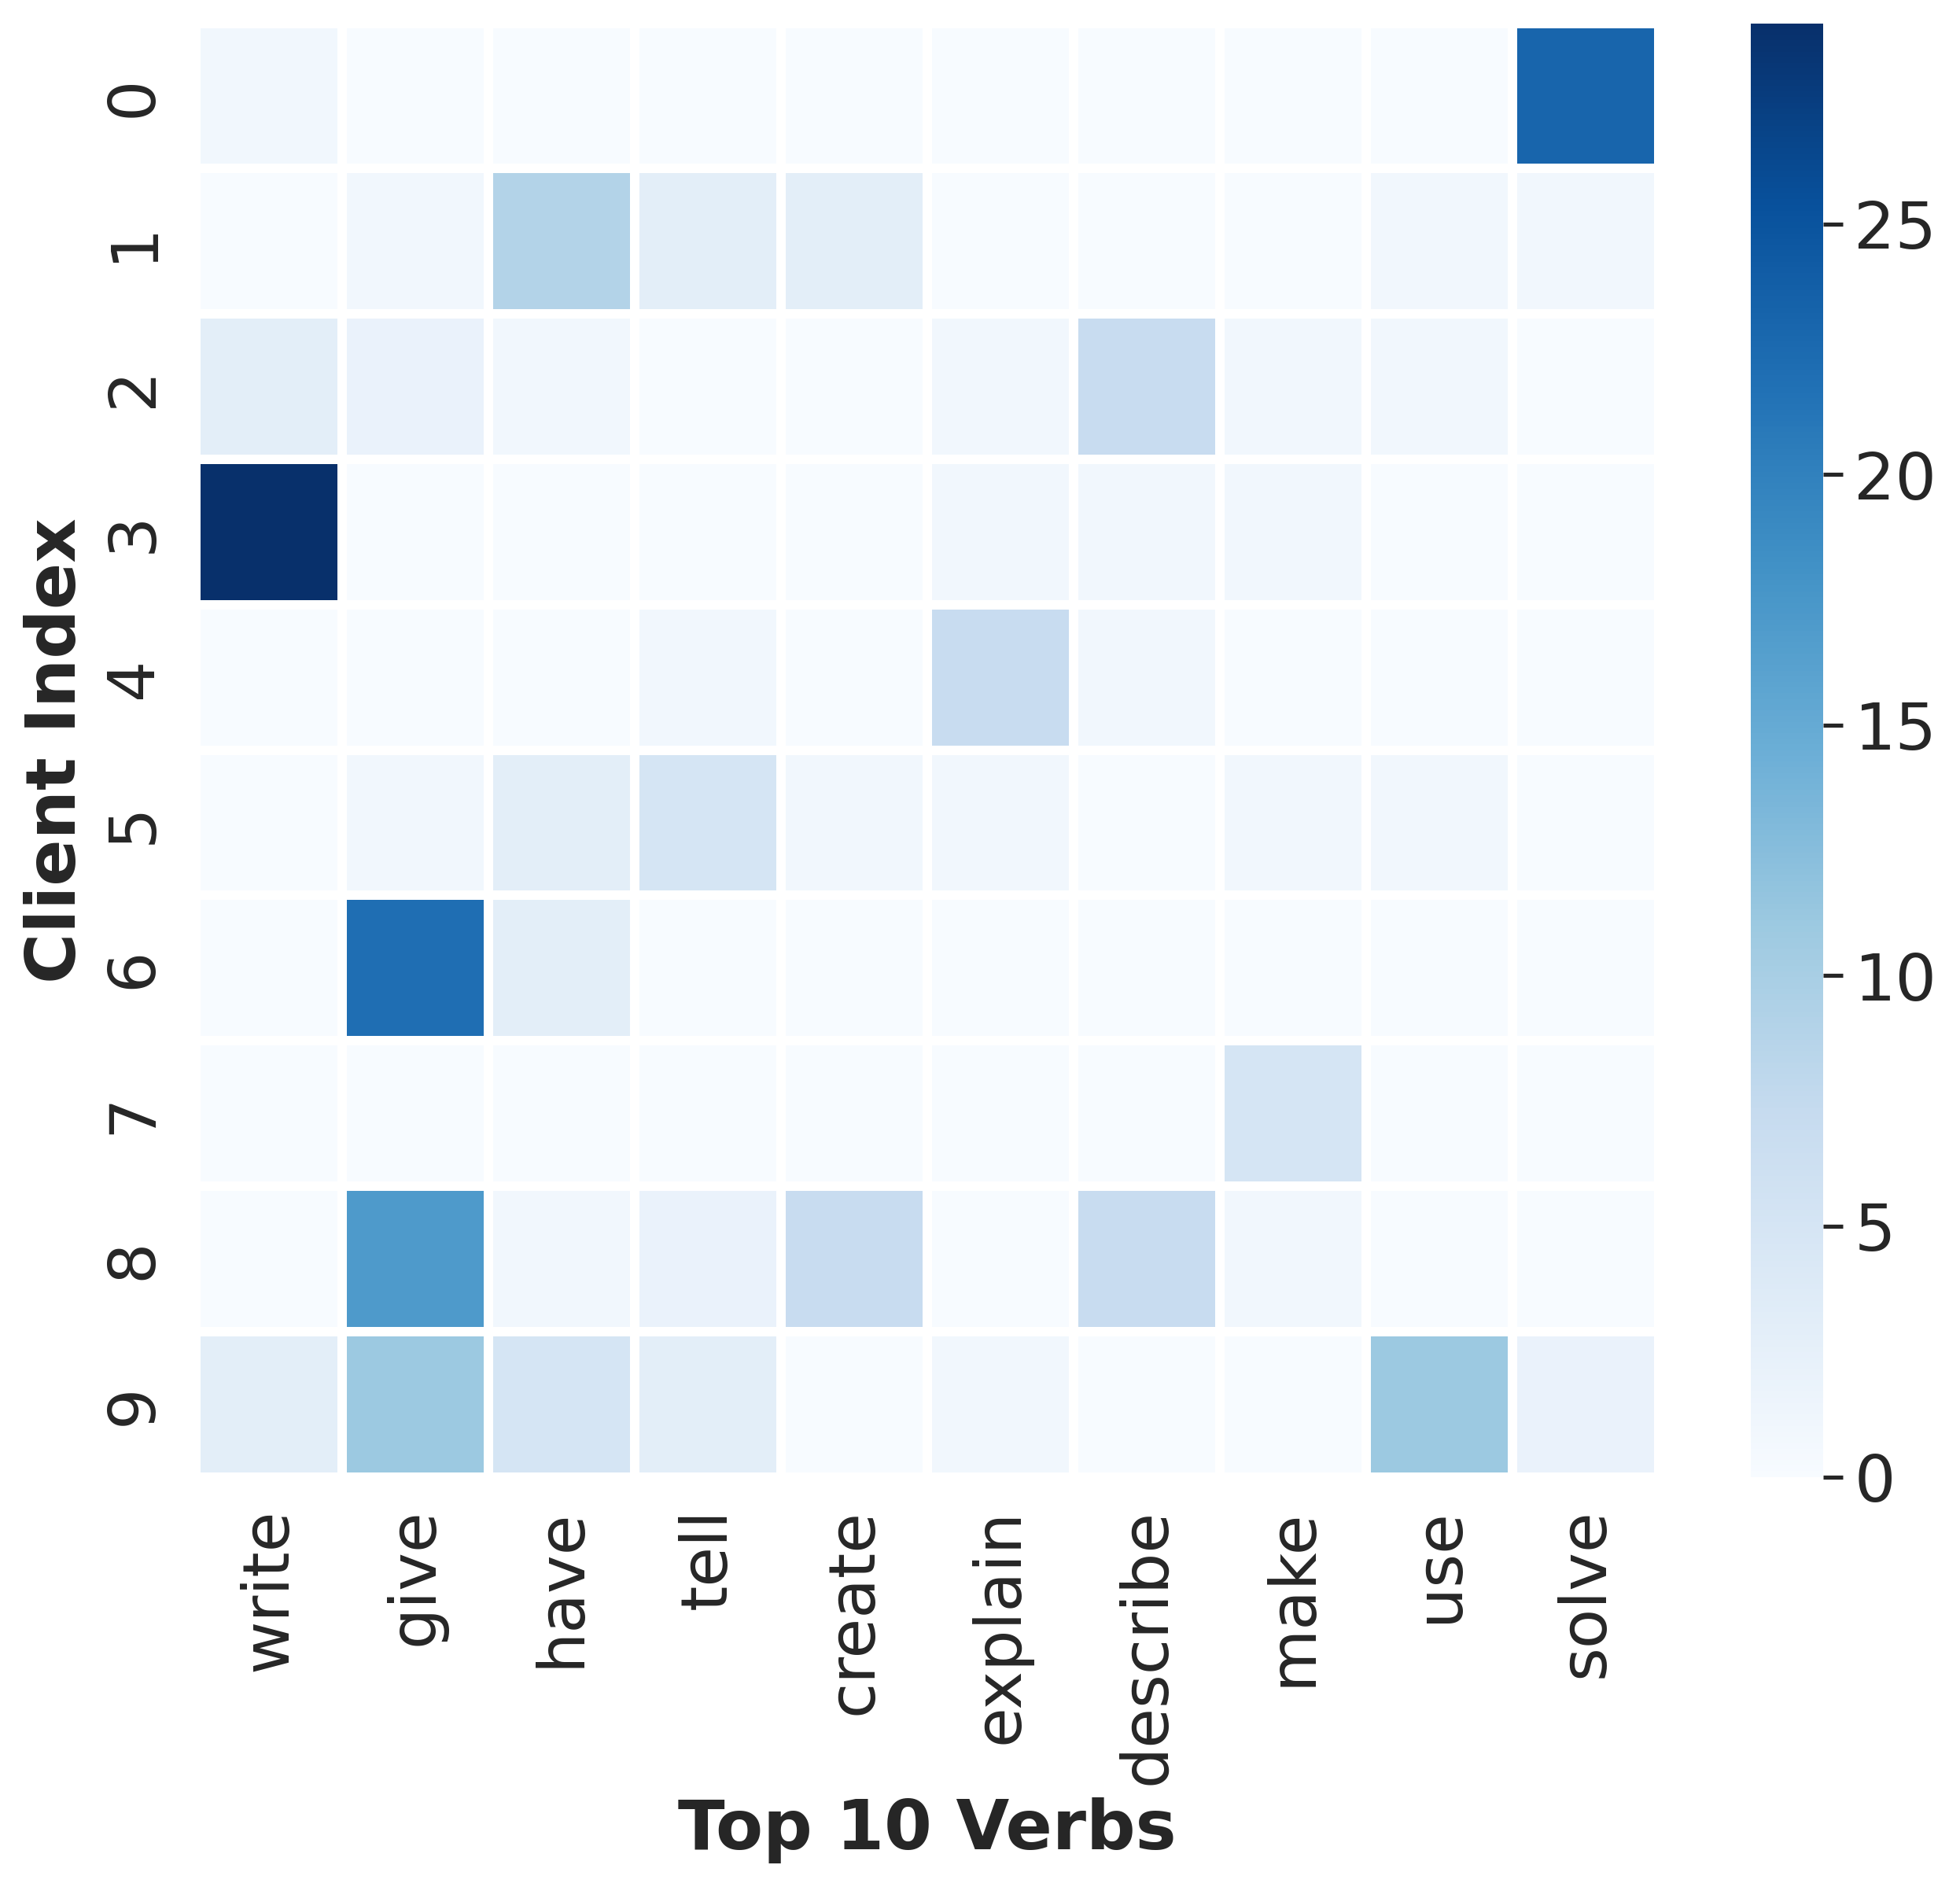 Client Index
0
1
2
3
4
5
6
7
8
9
write
give
have
tell
create
explain
describe
make
use
solve
Top 10 Verbs
25
20
15
10
5
0